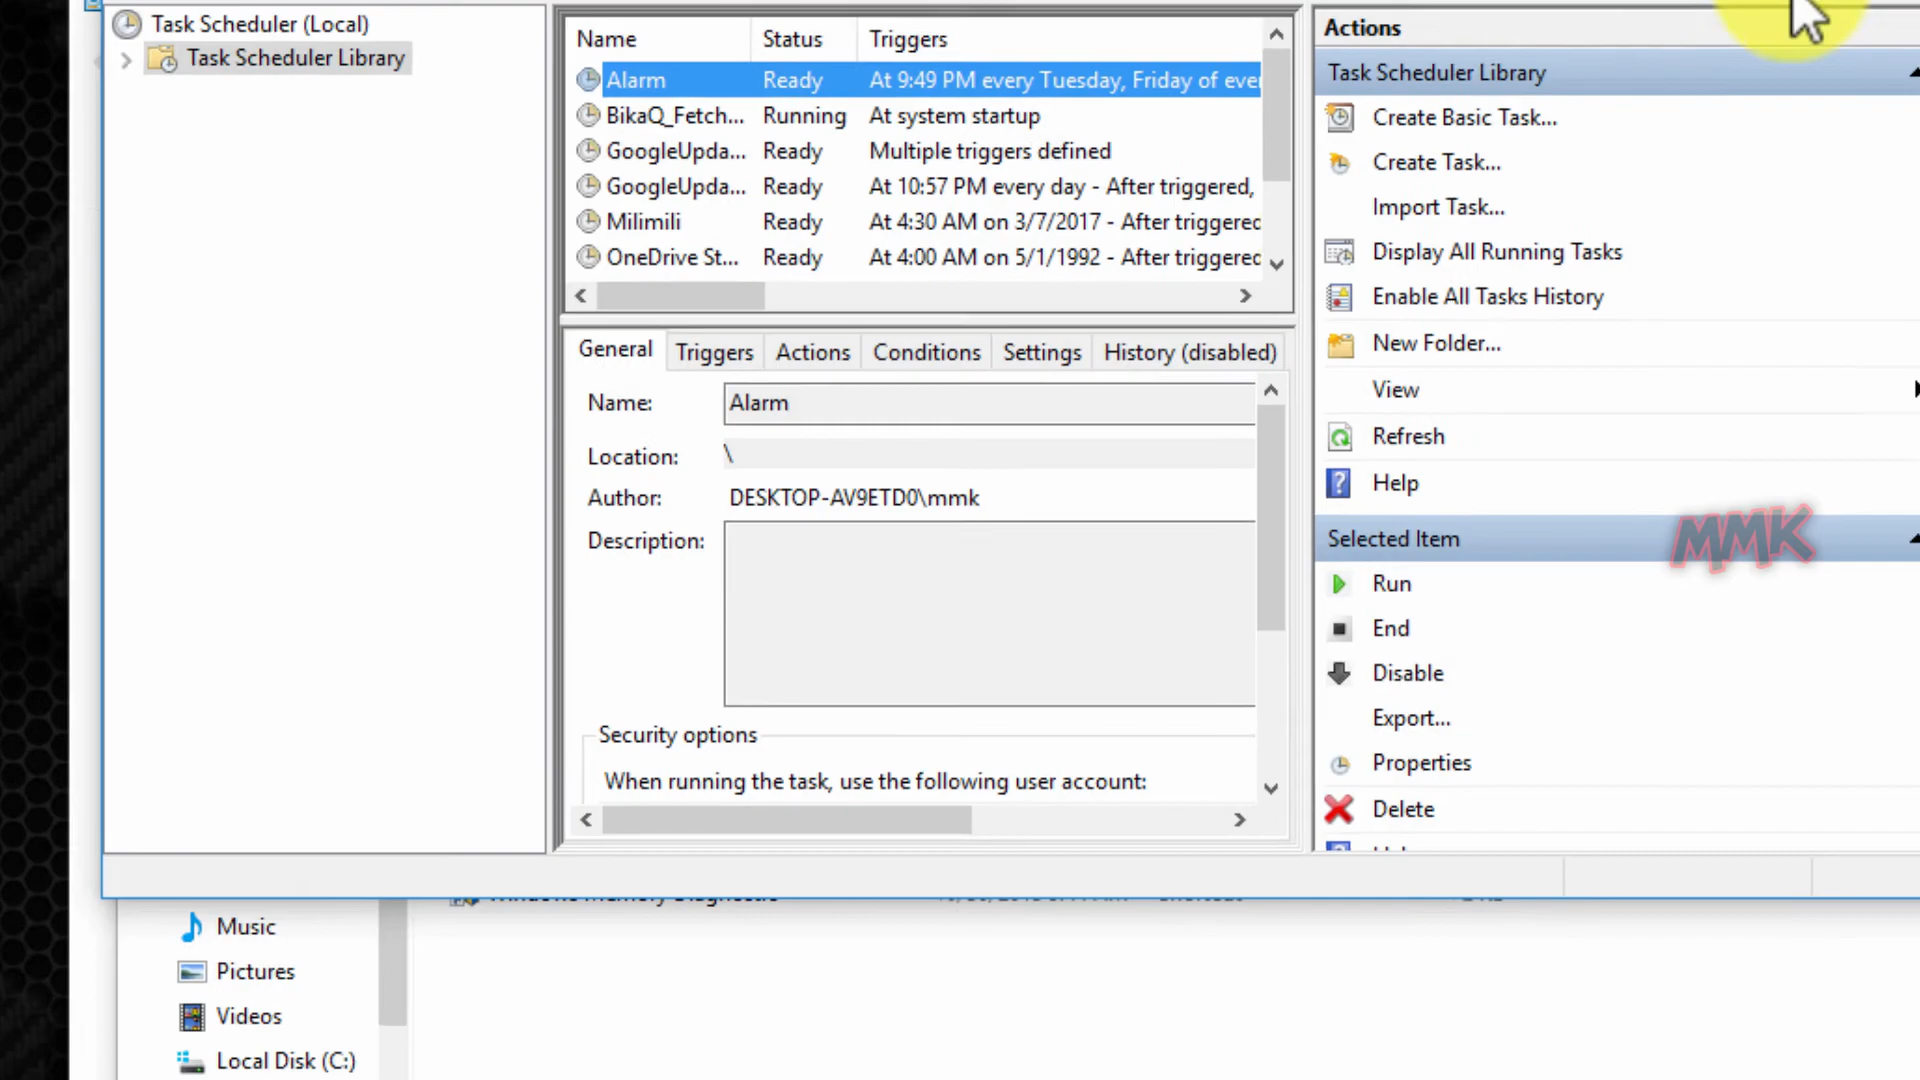 Task Scheduler (Local)
Task Scheduler Library
Name Status Triggers
Alarm Ready At 9:49 PM every Tuesday, Friday of eve
BikaQ_Fetch... Running At system startup
GoogleUpda... Ready Multiple triggers defined
GoogleUpda... Ready At 10:57 PM every day - After triggered,
Milimili Ready At 4:30 AM on 3/7/2017 - After triggered
OneDrive St... Ready At 4:00 AM on 5/1/1992 - After triggered
General Triggers Actions Conditions Settings History (disabled)
Name: Alarm
Location: \
Author: DESKTOP-AV9ETD0\mmk
Description:
Security options
When running the task, use the following user account:
Actions
Task Scheduler Library
Create Basic Task...
Create Task...
Import Task...
Display All Running Tasks
Enable All Tasks History
New Folder...
View
Refresh
Help
Selected Item
MMK
Run
End
Disable
Export...
Properties
Delete
Music
Pictures
Videos
Local Disk (C:)